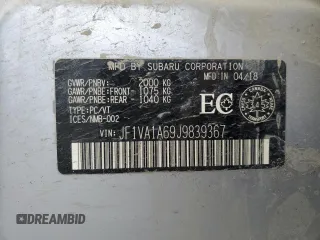 MFD BY SUBARU CORPORATION
GVWR/PNBV: 2000 KG MFD IN 04/18
GAWR/PNBE:FRONT- 1075 KG
GAWR/PNBE:REAR - 1040 KG
TYPE:PC/VT
ICES/NMB-002
EC
VIN: JF1VA1A69J9839367
DREAMBID